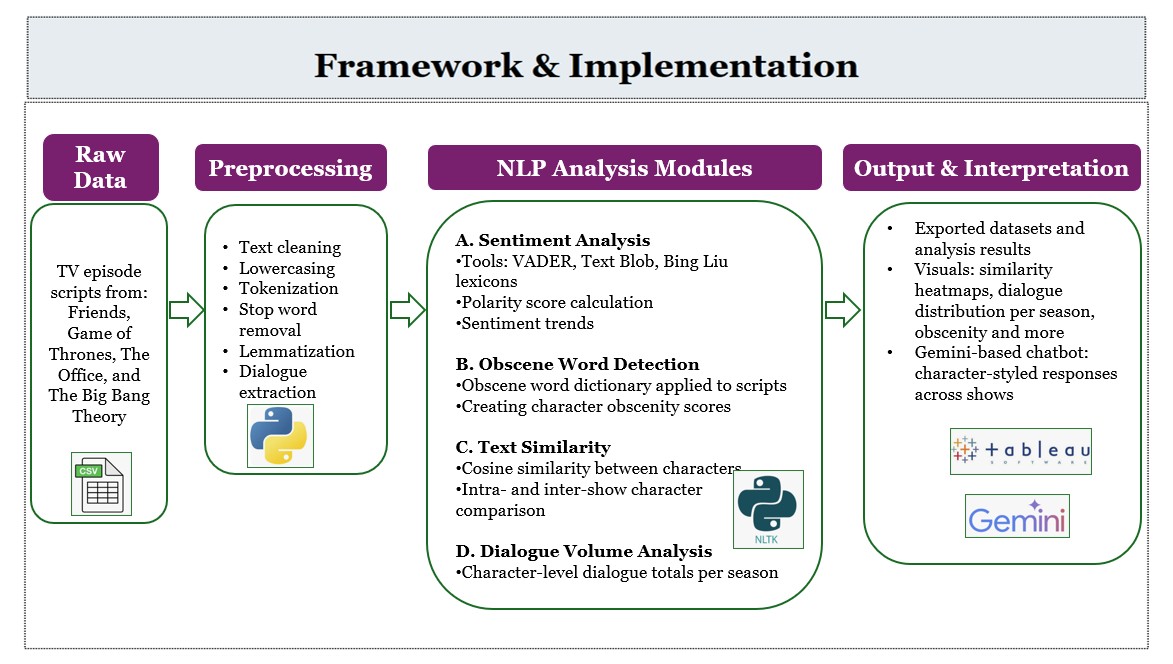 Framework & Implementation
Raw
Data
TV episode
scripts from:
Friends,
Game of
Thrones, The
Office, and
The Big Bang
Theory
CSV
Preprocessing
• Text cleaning
• Lowercasing
• Tokenization
• Stop word
removal
• Lemmatization
• Dialogue
extraction
NLP Analysis Modules
A. Sentiment Analysis
•Tools: VADER, Text Blob, Bing Liu
lexicons
•Polarity score calculation
•Sentiment trends
B. Obscene Word Detection
•Obscene word dictionary applied to scripts
•Creating character obscenity scores
C. Text Similarity
•Cosine similarity between characters
•Intra- and inter-show character
comparison
D. Dialogue Volume Analysis
•Character-level dialogue totals per season
NLTK
Output & Interpretation
• Exported datasets and
analysis results
• Visuals: similarity
heatmaps, dialogue
distribution per season,
obscenity and more
• Gemini-based chatbot:
character-styled responses
across shows
tableau
SOFTWARE
Gemini